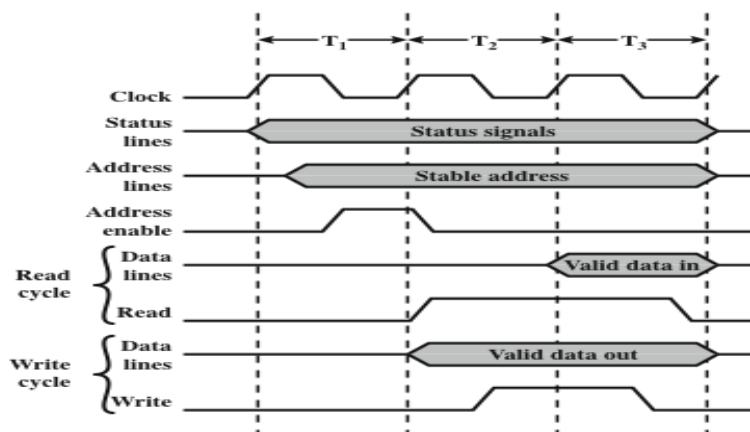 T1 T2 T3
Clock
Status
lines
Status signals
Address
lines
Stable address
Address
enable
Read
cycle
Data
lines
Valid data in
Read
Write
cycle
Data
lines
Valid data out
Write